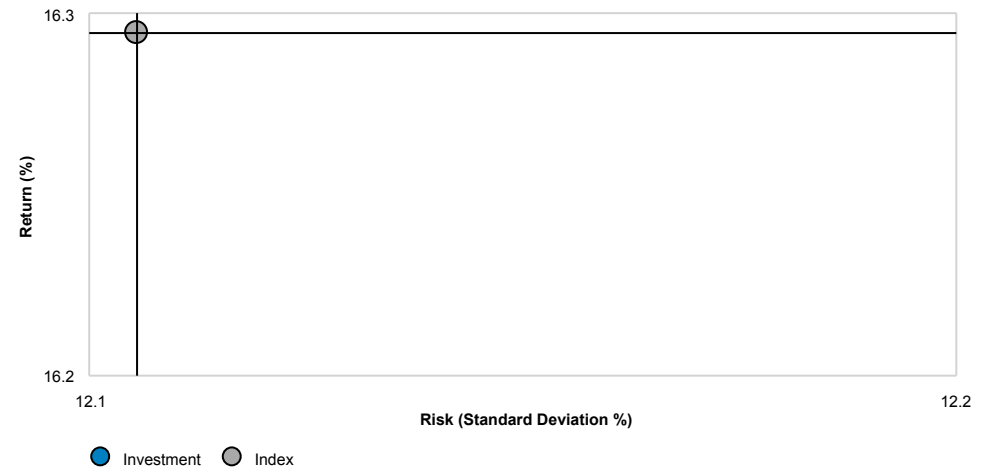 16.3
Return (%)
16.2
12.1 12.2
Risk (Standard Deviation %)
Investment Index